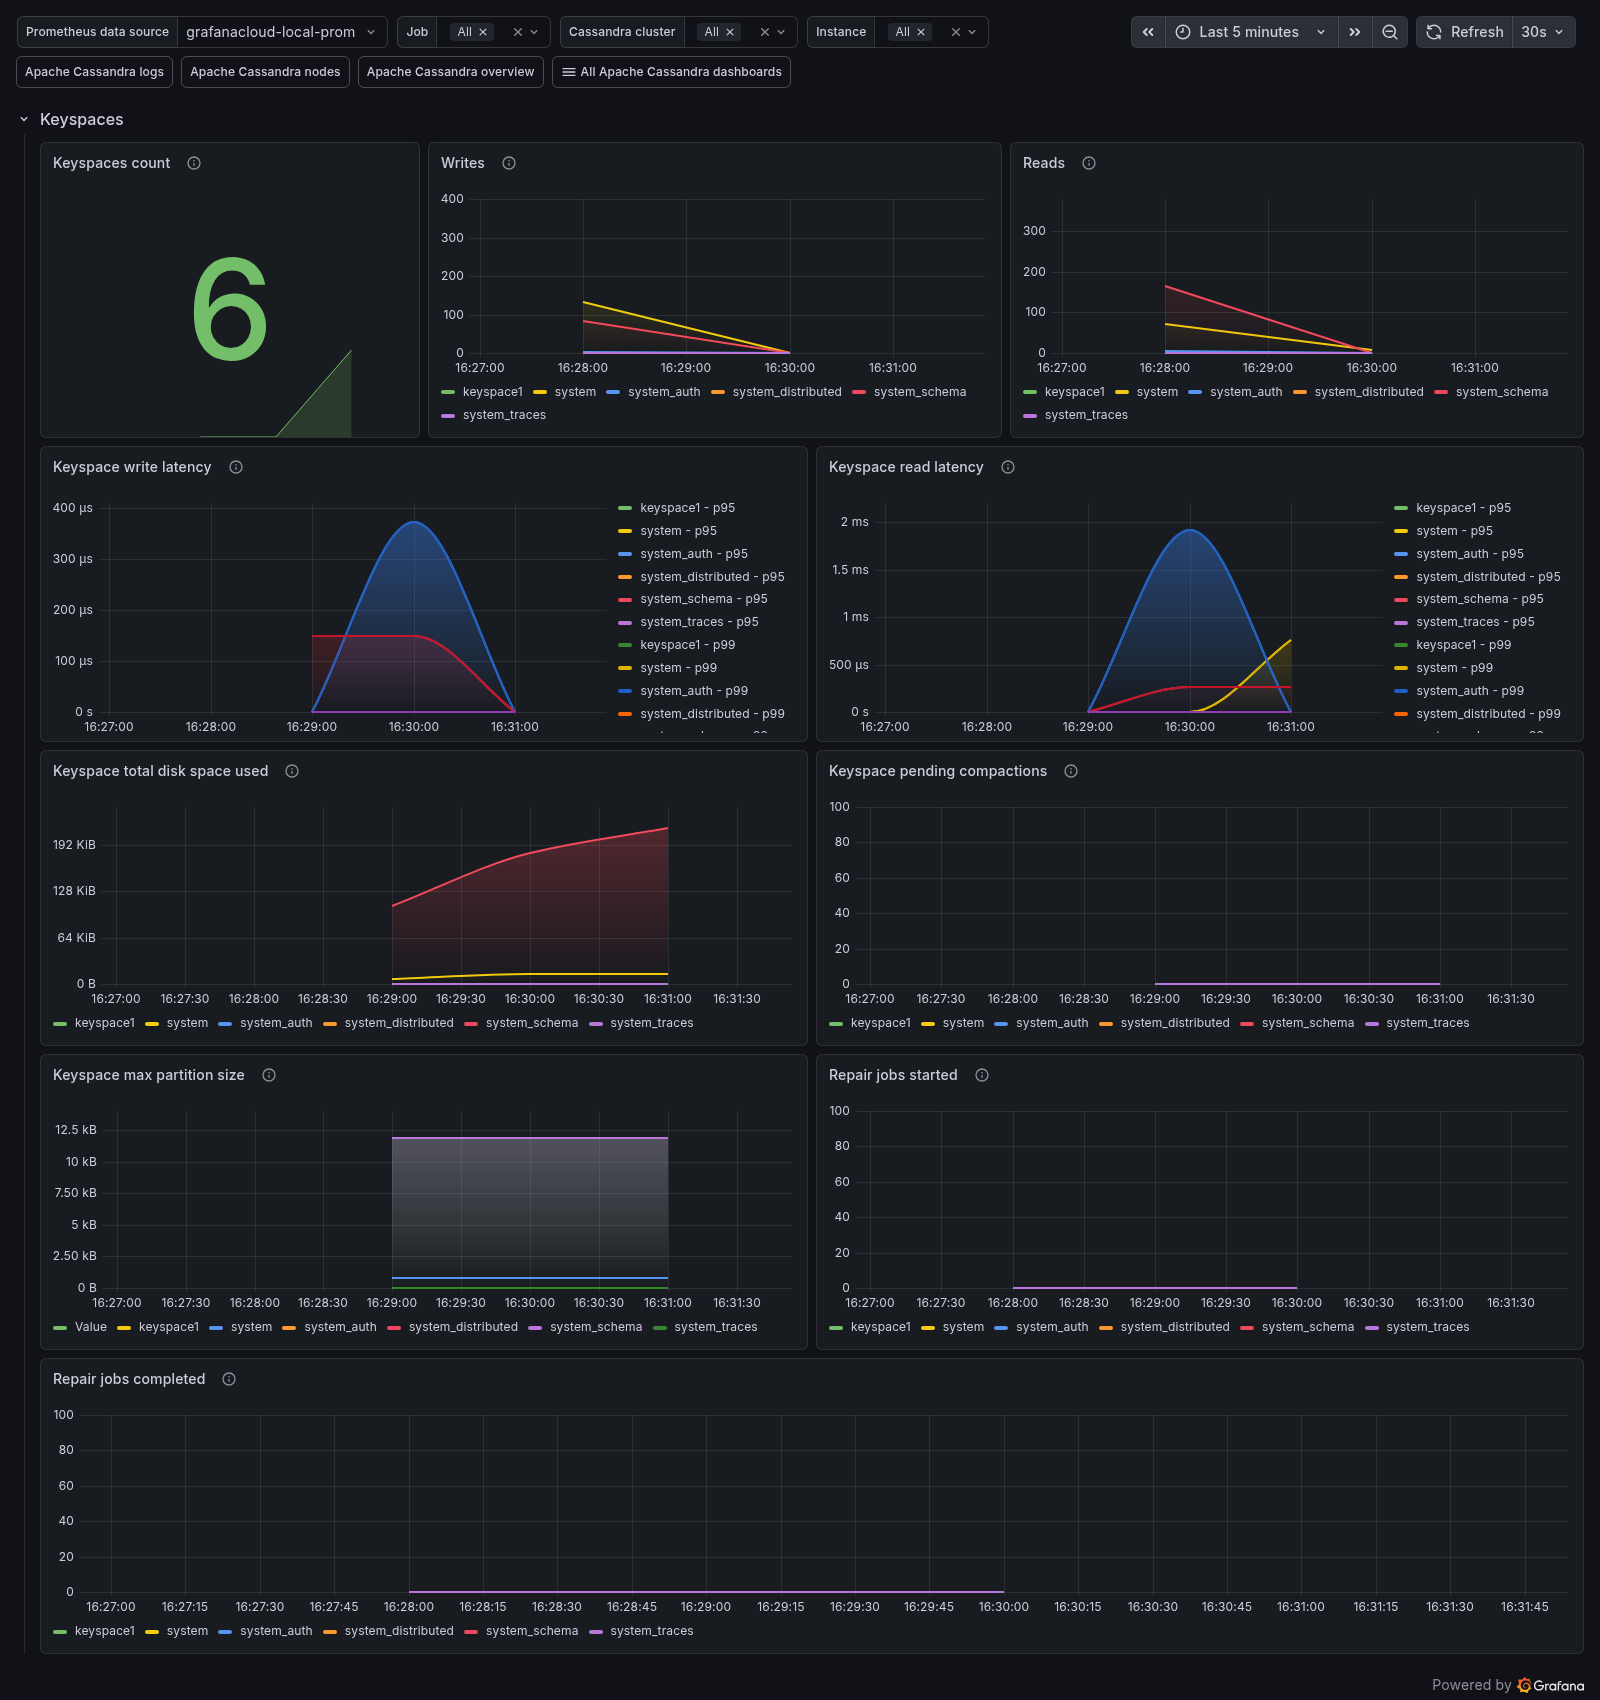 Prometheus data source grafanacloud-local-prom Job All Cassandra cluster All Instance All Last 5 minutes Refresh 30s
Apache Cassandra logs Apache Cassandra nodes Apache Cassandra overview All Apache Cassandra dashboards
Keyspaces
Keyspaces count
6
Writes
400
300
200
100
0
16:27:00 16:28:00 16:29:00 16:30:00 16:31:00
keyspace1 system system_auth system_distributed system_schema
system_traces
Reads
300
200
100
0
16:27:00 16:28:00 16:29:00 16:30:00 16:31:00
keyspace1 system system_auth system_distributed system_schema
system_traces
Keyspace write latency
400 µs
300 µs
200 µs
100 µs
0 s
16:27:00 16:28:00 16:29:00 16:30:00 16:31:00
keyspace1 - p95
system - p95
system_auth - p95
system_distributed - p95
system_schema - p95
system_traces - p95
keyspace1 - p99
system - p99
system_auth - p99
system_distributed - p99
Keyspace read latency
2 ms
1.5 ms
1 ms
500 µs
0 s
16:27:00 16:28:00 16:29:00 16:30:00 16:31:00
keyspace1 - p95
system - p95
system_auth - p95
system_distributed - p95
system_schema - p95
system_traces - p95
keyspace1 - p99
system - p99
system_auth - p99
system_distributed - p99
Keyspace total disk space used
192 KiB
128 KiB
64 KiB
0 B
16:27:00 16:27:30 16:28:00 16:28:30 16:29:00 16:29:30 16:30:00 16:30:30 16:31:00 16:31:30
keyspace1 system system_auth system_distributed system_schema system_traces
Keyspace pending compactions
100
80
60
40
20
0
16:27:00 16:27:30 16:28:00 16:28:30 16:29:00 16:29:30 16:30:00 16:30:30 16:31:00 16:31:30
keyspace1 system system_auth system_distributed system_schema system_traces
Keyspace max partition size
12.5 kB
10 kB
7.50 kB
5 kB
2.50 kB
0 B
16:27:00 16:27:30 16:28:00 16:28:30 16:29:00 16:29:30 16:30:00 16:30:30 16:31:00 16:31:30
Value keyspace1 system system_auth system_distributed system_schema system_traces
Repair jobs started
100
80
60
40
20
0
16:27:00 16:27:30 16:28:00 16:28:30 16:29:00 16:29:30 16:30:00 16:30:30 16:31:00 16:31:30
keyspace1 system system_auth system_distributed system_schema system_traces
Repair jobs completed
100
80
60
40
20
0
16:27:00 16:27:15 16:27:30 16:27:45 16:28:00 16:28:15 16:28:30 16:28:45 16:29:00 16:29:15 16:29:30 16:29:45 16:30:00 16:30:15 16:30:30 16:30:45 16:31:00 16:31:15 16:31:30 16:31:45
keyspace1 system system_auth system_distributed system_schema system_traces
Powered by Grafana